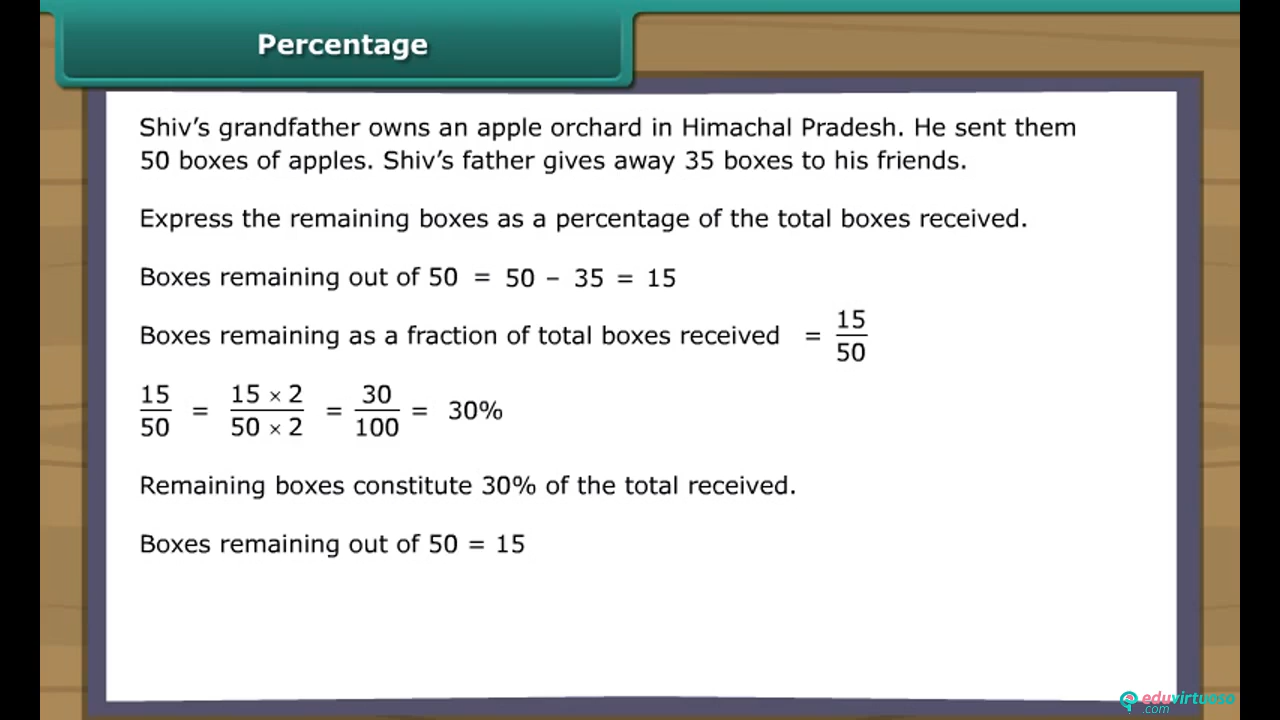 Percentage
Shiv's grandfather owns an apple orchard in Himachal Pradesh. He sent them
50 boxes of apples. Shiv's father gives away 35 boxes to his friends.
Express the remaining boxes as a percentage of the total boxes received.
Boxes remaining out of 50 = 50 – 35 = 15
Boxes remaining as a fraction of total boxes received = 15/50
15/50 = 15 × 2/50 × 2 = 30/100 = 30%
Remaining boxes constitute 30% of the total received.
Boxes remaining out of 50 = 15
eduvirtuoso
.com